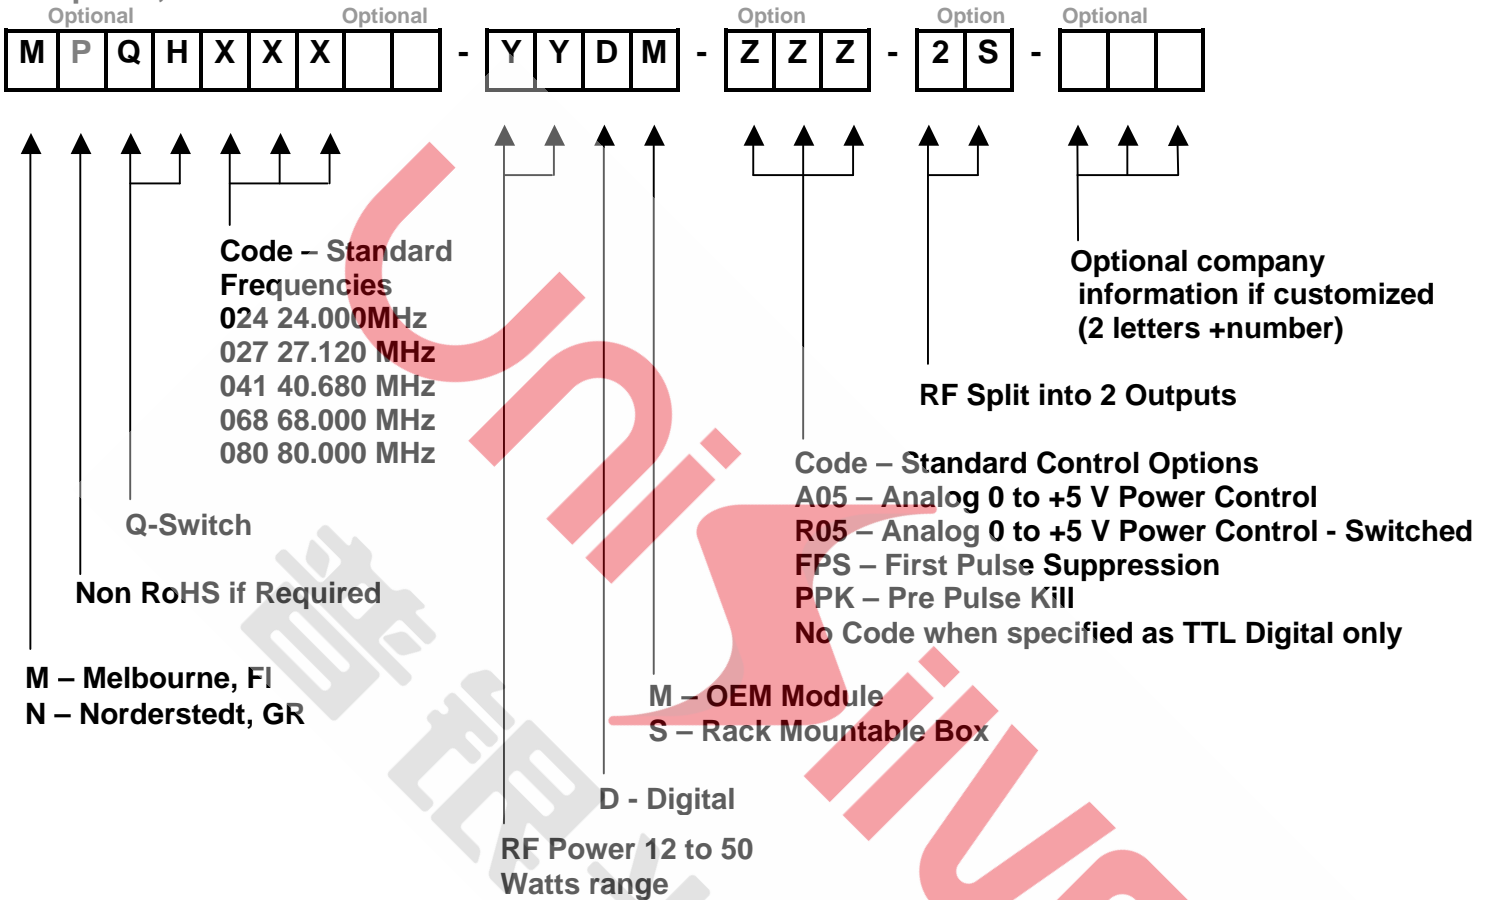 Optional Optional Option Option Optional
M P Q H X X X - Y Y D M - Z Z Z - 2 S -
Code – Standard
Frequencies
024 24.000MHz
027 27.120 MHz
041 40.680 MHz
068 68.000 MHz
080 80.000 MHz
Optional company
information if customized
(2 letters +number)
RF Split into 2 Outputs
Code – Standard Control Options
A05 – Analog 0 to +5 V Power Control
R05 – Analog 0 to +5 V Power Control - Switched
FPS – First Pulse Suppression
PPK – Pre Pulse Kill
No Code when specified as TTL Digital only
Q-Switch
Non RoHS if Required
M – Melbourne, Fl
N – Norderstedt, GR
M – OEM Module
S – Rack Mountable Box
D - Digital
RF Power 12 to 50
Watts range
普银